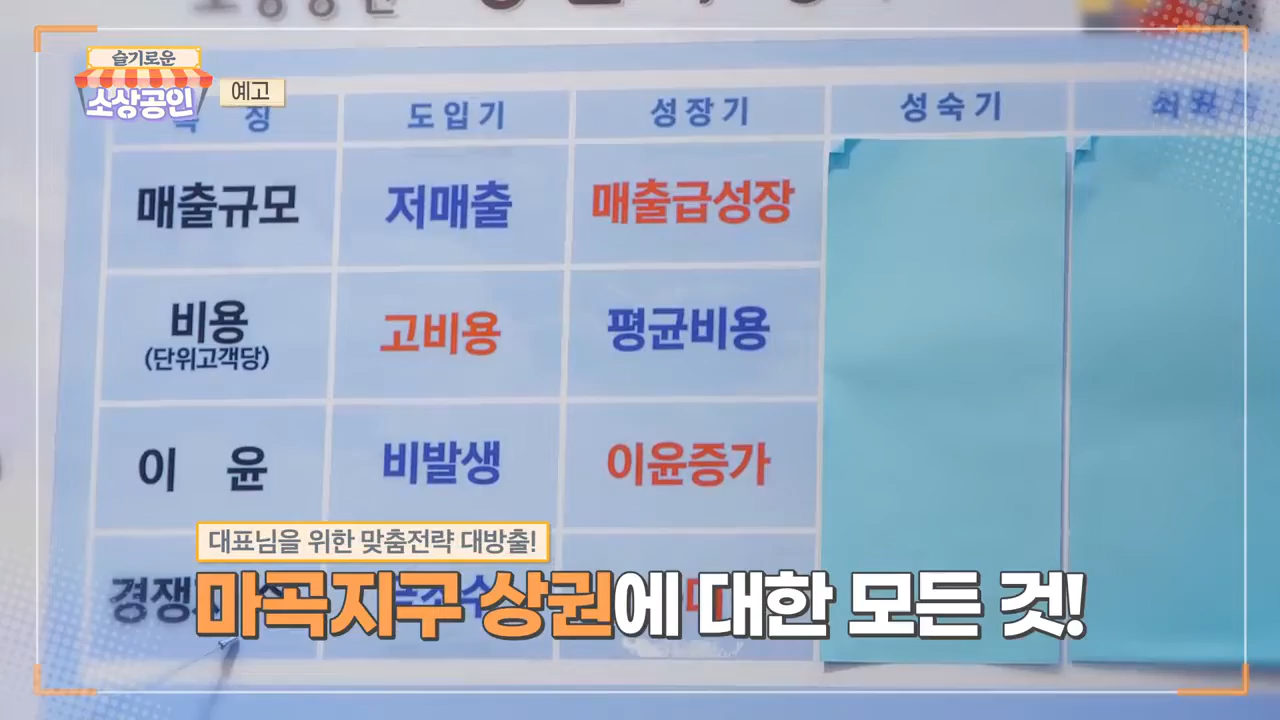 슬기로운
소상공인
예고
징 도입기 성장기 성숙기
매출규모 저매출 매출급성장
비용 고비용 평균비용
(단위고객당)
이 윤 비발생 이윤증가
대표님을 위한 맞춤전략 대방출!
마곡지구 상권에 대한 모든 것!